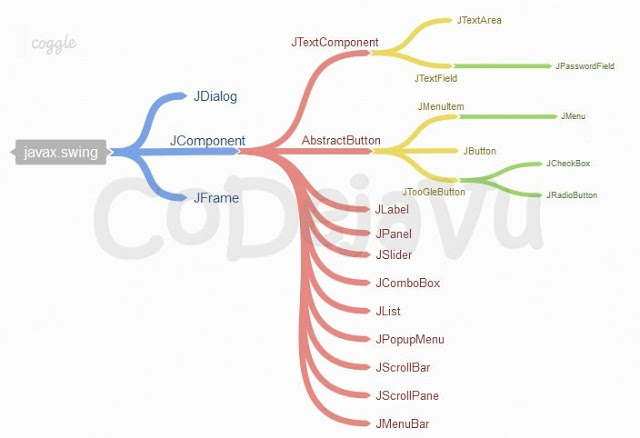 coggle
JTextComponent
JTextArea
JTextField
JPasswordField
JDialog
JMenuItem
JMenu
javax.swing
JComponent
AbstractButton
JButton
JCheckBox
JTooGleButton
JRadioButton
JFrame
CoDejaVu
JLabel
JPanel
JSlider
JComboBox
JList
JPopupMenu
JScrollBar
JScrollPane
JMenuBar